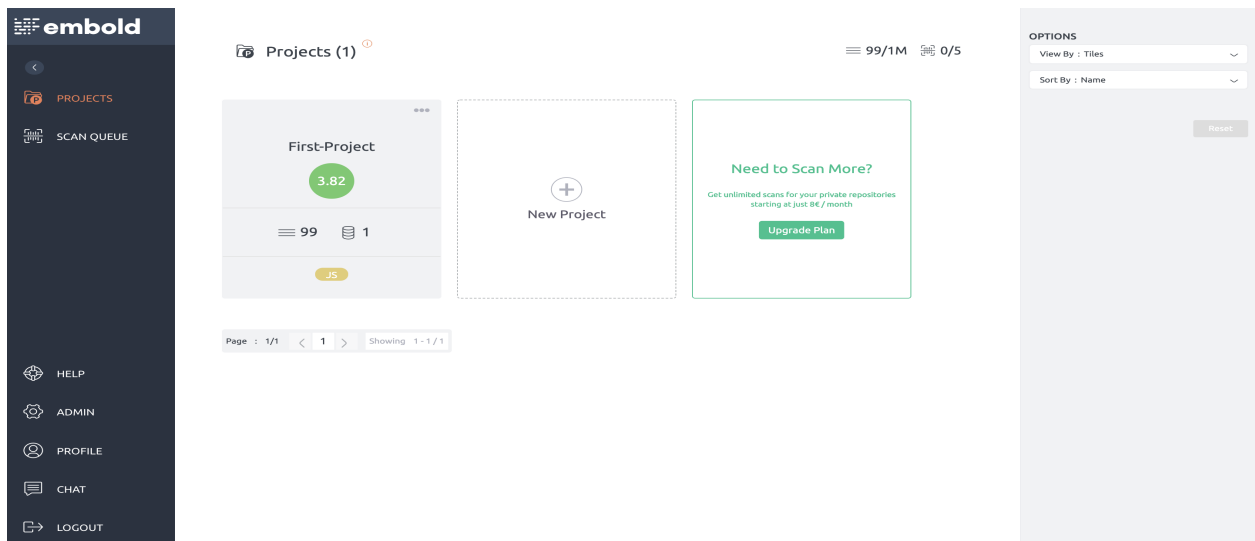 embold
PROJECTS
SCAN QUEUE
HELP
ADMIN
PROFILE
CHAT
LOGOUT
Projects (1)
99/1M 0/5
First-Project
3.82
99 1
JS
New Project
Need to Scan More?
Get unlimited scans for your private repositories
starting at just 8€ / month
Upgrade Plan
Page : 1/1 1 Showing 1 - 1 / 1
OPTIONS
View By : Tiles
Sort By : Name
Reset